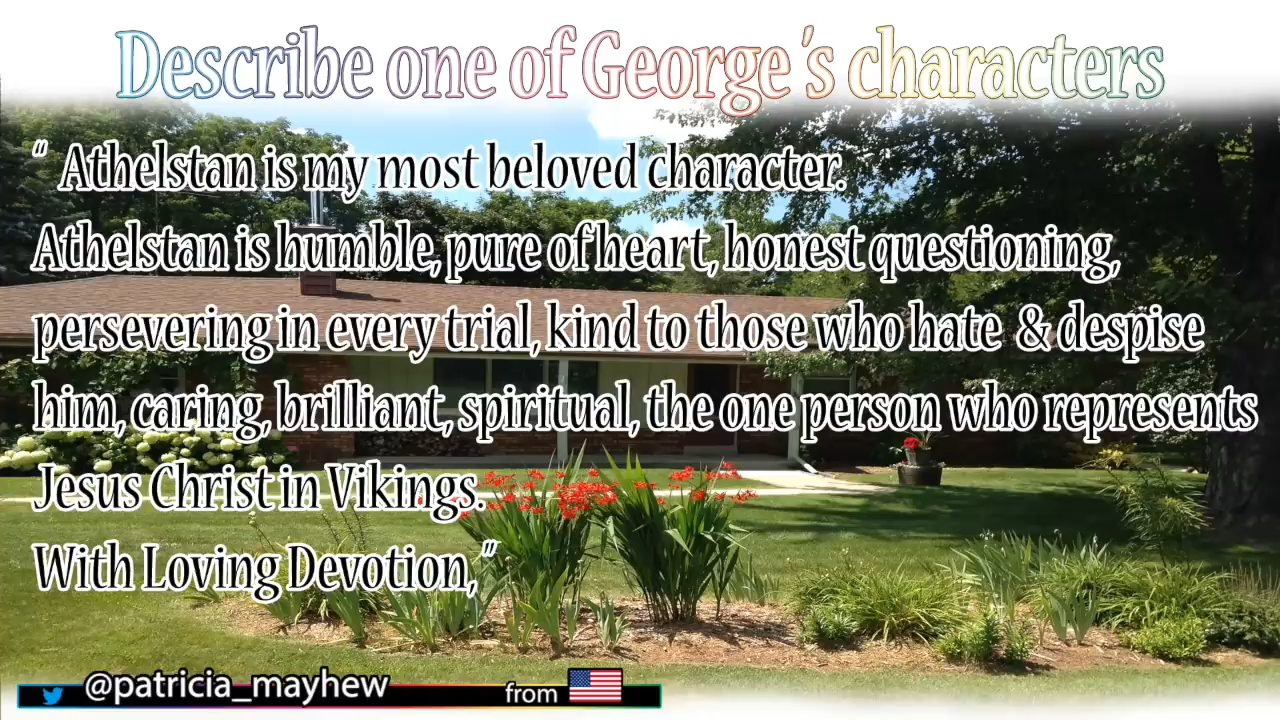 Describe one of George's characters
“ Athelstan is my most beloved character.
Athelstan is humble, pure of heart, honest questioning,
persevering in every trial, kind to those who hate & despise
him, caring, brilliant, spiritual, the one person who represents
Jesus Christ in Vikings.
With Loving Devotion,”
@patricia_mayhew from